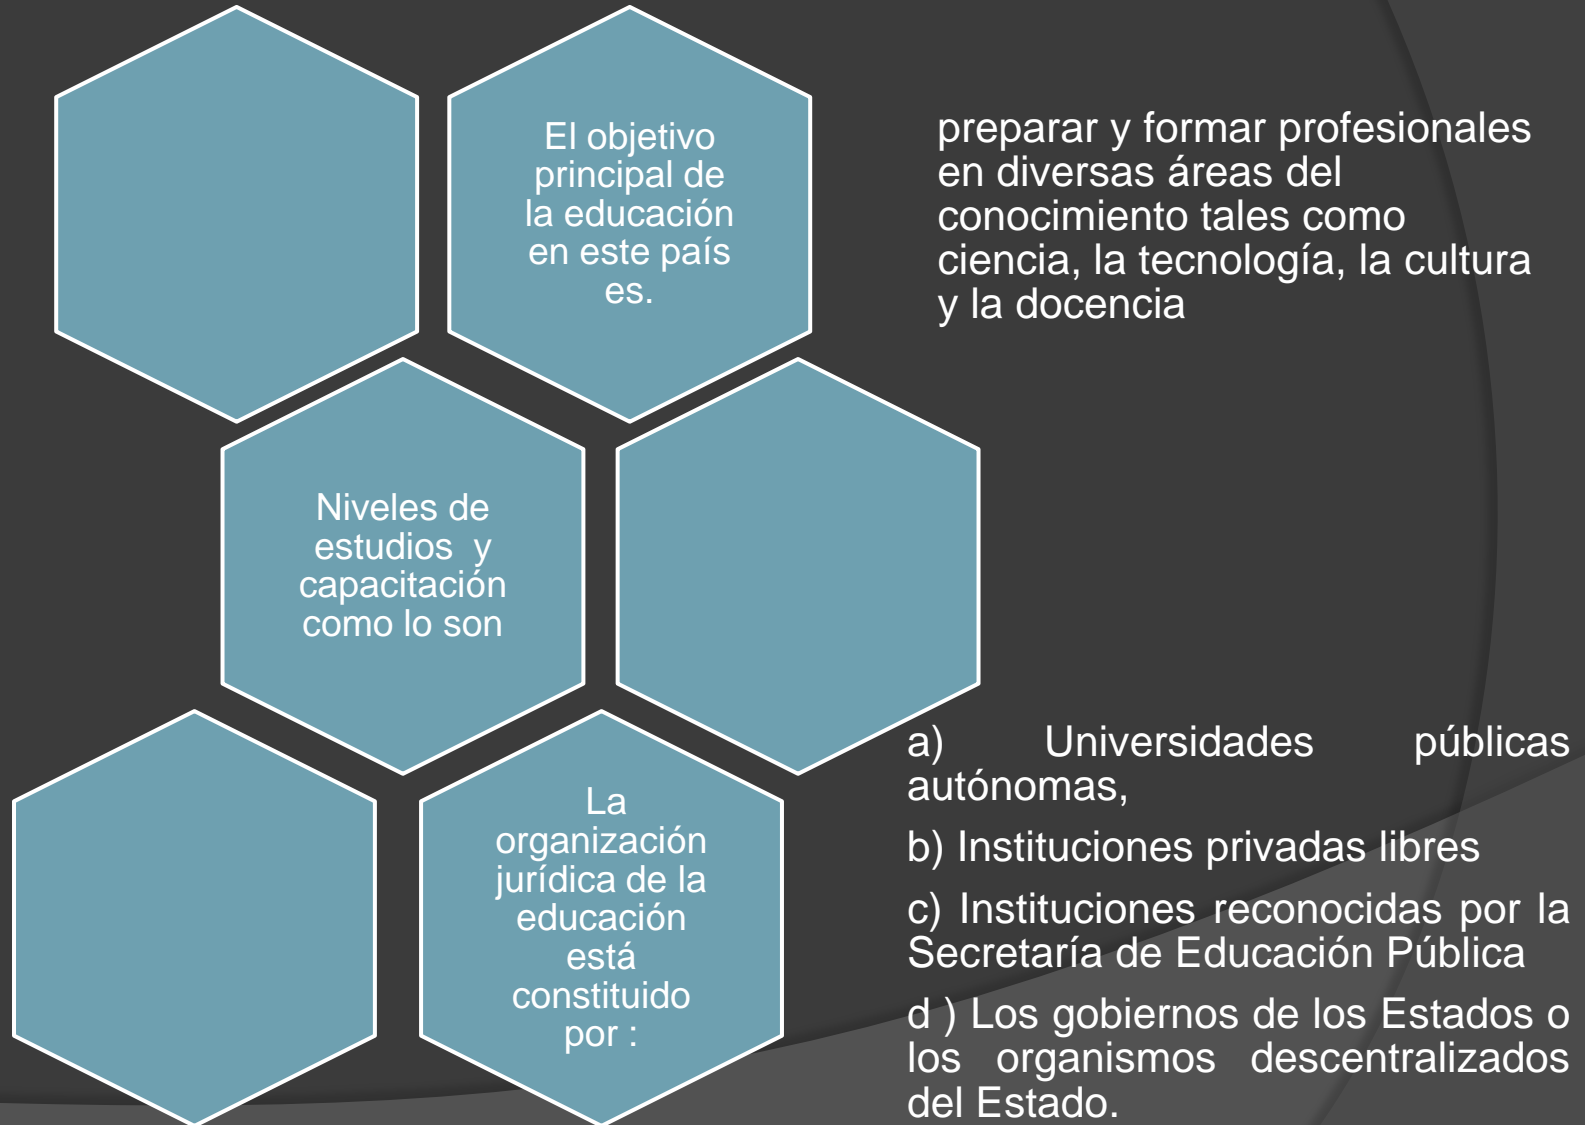 El objetivo
principal de
la educación
en este país
es.
preparar y formar profesionales
en diversas áreas del
conocimiento tales como
ciencia, la tecnología, la cultura
y la docencia
Niveles de
estudios y
capacitación
como lo son
La
organización
jurídica de la
educación
está
constituido
por :
a) Universidades públicas
autónomas,
b) Instituciones privadas libres
c) Instituciones reconocidas por la
Secretaría de Educación Pública
d ) Los gobiernos de los Estados o
los organismos descentralizados
del Estado.